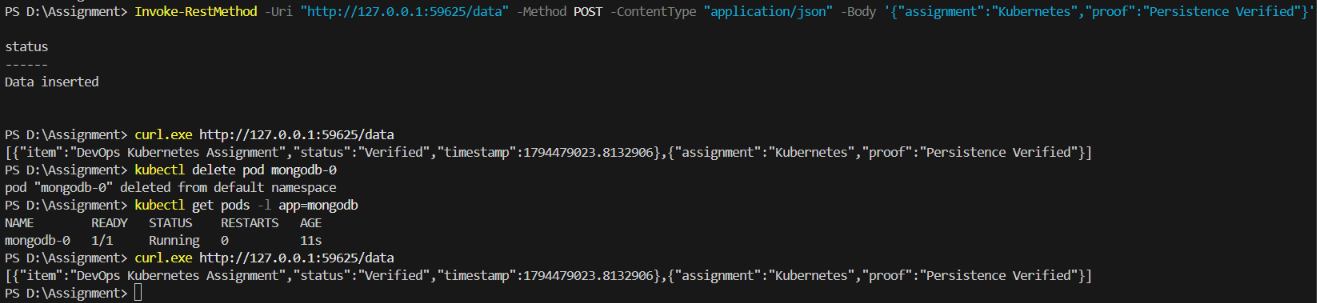 PS D:\Assignment> Invoke-RestMethod -Uri "http://127.0.0.1:59625/data" -Method POST -ContentType "application/json" -Body '{"assignment":"Kubernetes","proof":"Persistence Verified"}'
status
------
Data inserted
PS D:\Assignment> curl.exe http://127.0.0.1:59625/data
[{"item":"DevOps Kubernetes Assignment","status":"Verified","timestamp":1794479023.8132906},{"assignment":"Kubernetes","proof":"Persistence Verified"}]
PS D:\Assignment> kubectl delete pod mongodb-0
pod "mongodb-0" deleted from default namespace
PS D:\Assignment> kubectl get pods -l app=mongodb
NAME        READY   STATUS    RESTARTS   AGE
mongodb-0   1/1     Running   0          11s
PS D:\Assignment> curl.exe http://127.0.0.1:59625/data
[{"item":"DevOps Kubernetes Assignment","status":"Verified","timestamp":1794479023.8132906},{"assignment":"Kubernetes","proof":"Persistence Verified"}]
PS D:\Assignment>